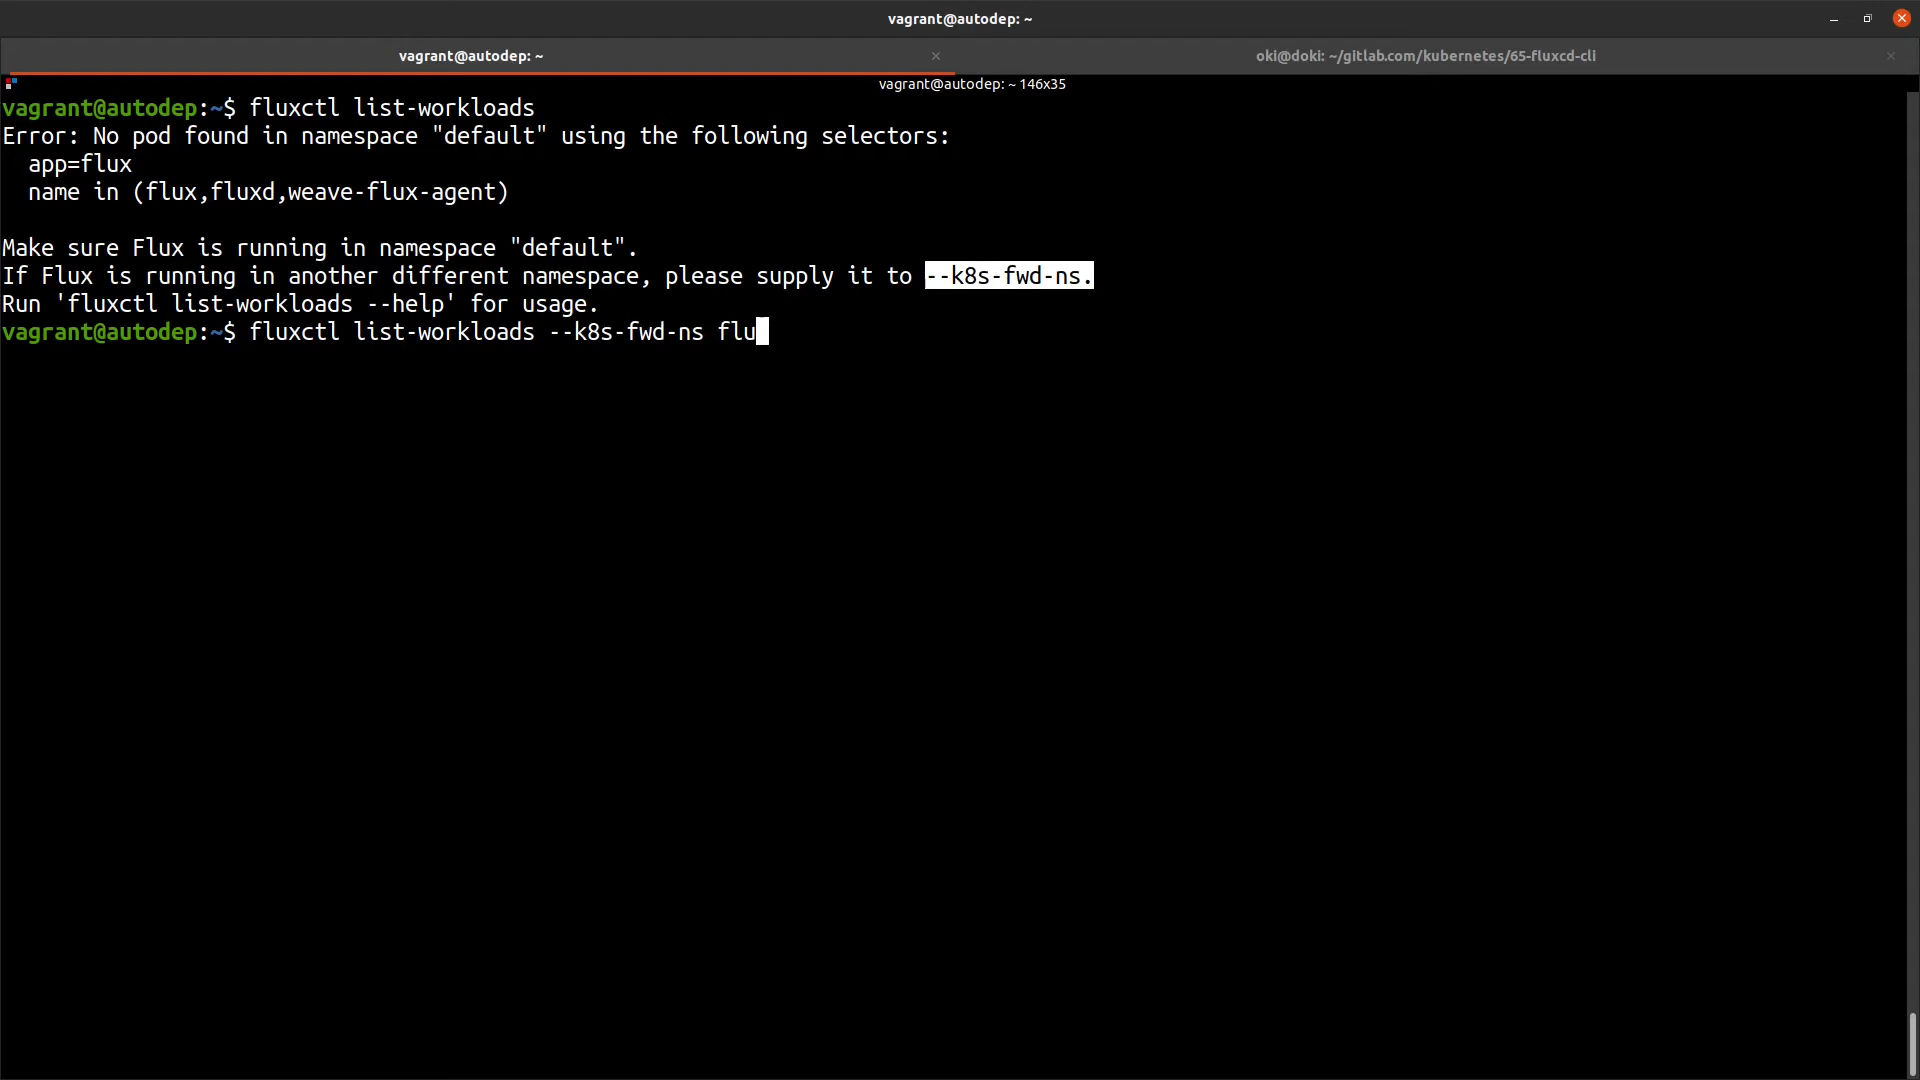 vagrant@autodep: ~
vagrant@autodep: ~
oki@doki: ~/gitlab.com/kubernetes/65-fluxcd-cli
vagrant@autodep: ~ 146x35
vagrant@autodep:~$ fluxctl list-workloads
Error: No pod found in namespace "default" using the following selectors:
  app=flux
  name in (flux,fluxd,weave-flux-agent)

Make sure Flux is running in namespace "default".
If Flux is running in another different namespace, please supply it to --k8s-fwd-ns.
Run 'fluxctl list-workloads --help' for usage.
vagrant@autodep:~$ fluxctl list-workloads --k8s-fwd-ns flu